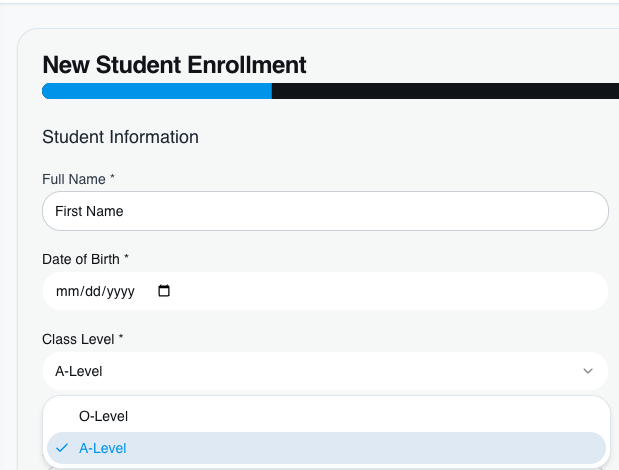 New Student Enrollment
Student Information
Full Name *
First Name
Date of Birth *
mm/dd/yyyy
Class Level *
A-Level
O-Level
A-Level